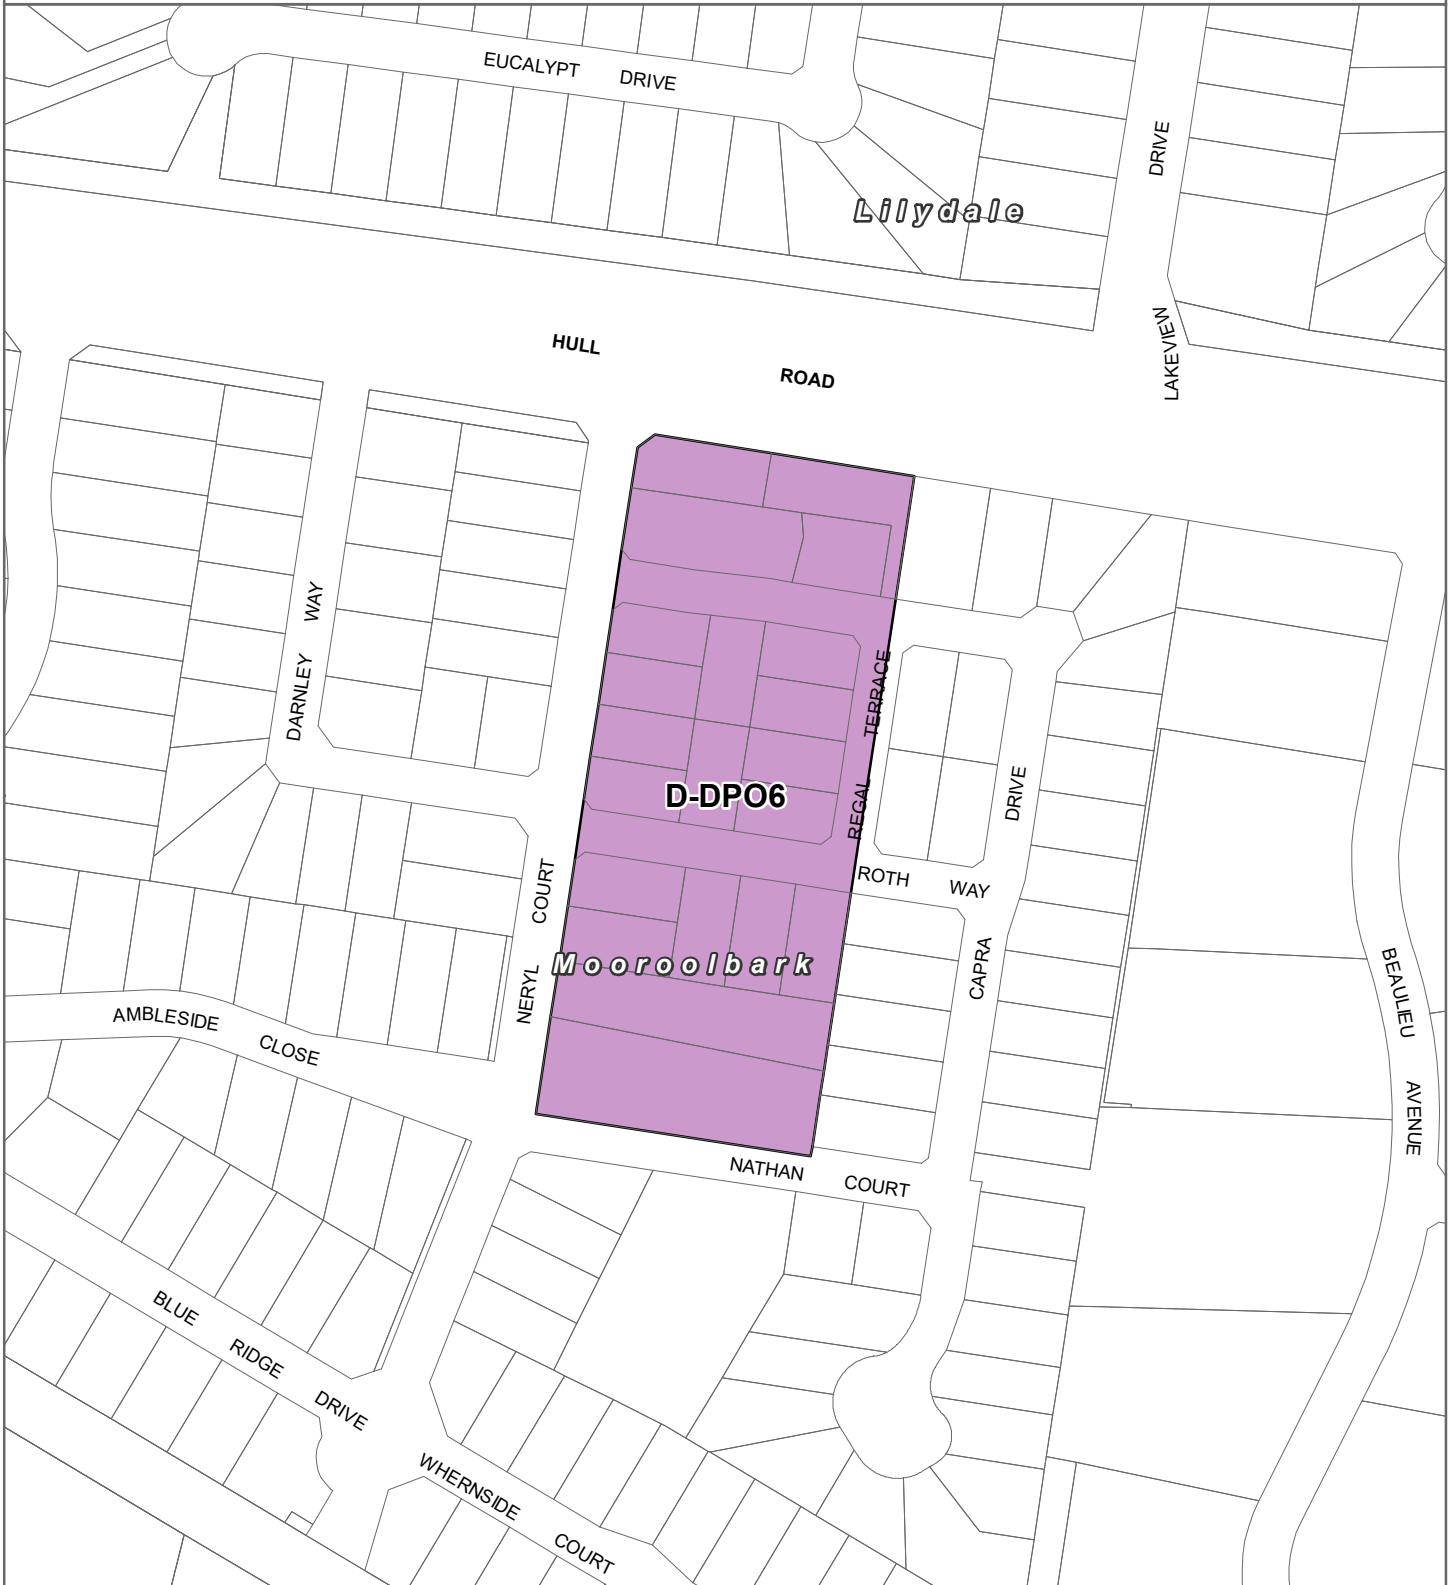 EUCALYPT DRIVE
DRIVE
Lilydale
LAKEVIEW
HULL ROAD
DARNLEY WAY
TERRACE
REGAL
D-DPO6
DRIVE
CAPRA
ROTH WAY
NERYL COURT
Mooroolbark
AMBLESIDE CLOSE
BEAULIEU AVENUE
NATHAN COURT
BLUE RIDGE DRIVE
WHERNSIDE COURT